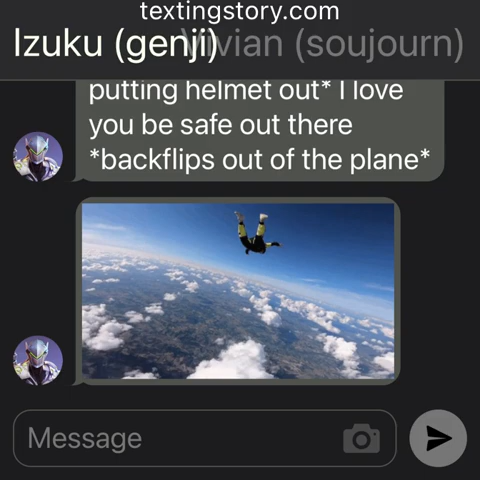 textingstory.com
Izuku (genji)
Vivian (soujourn)
putting helmet out* I love
you be safe out there
*backflips out of the plane*
Message